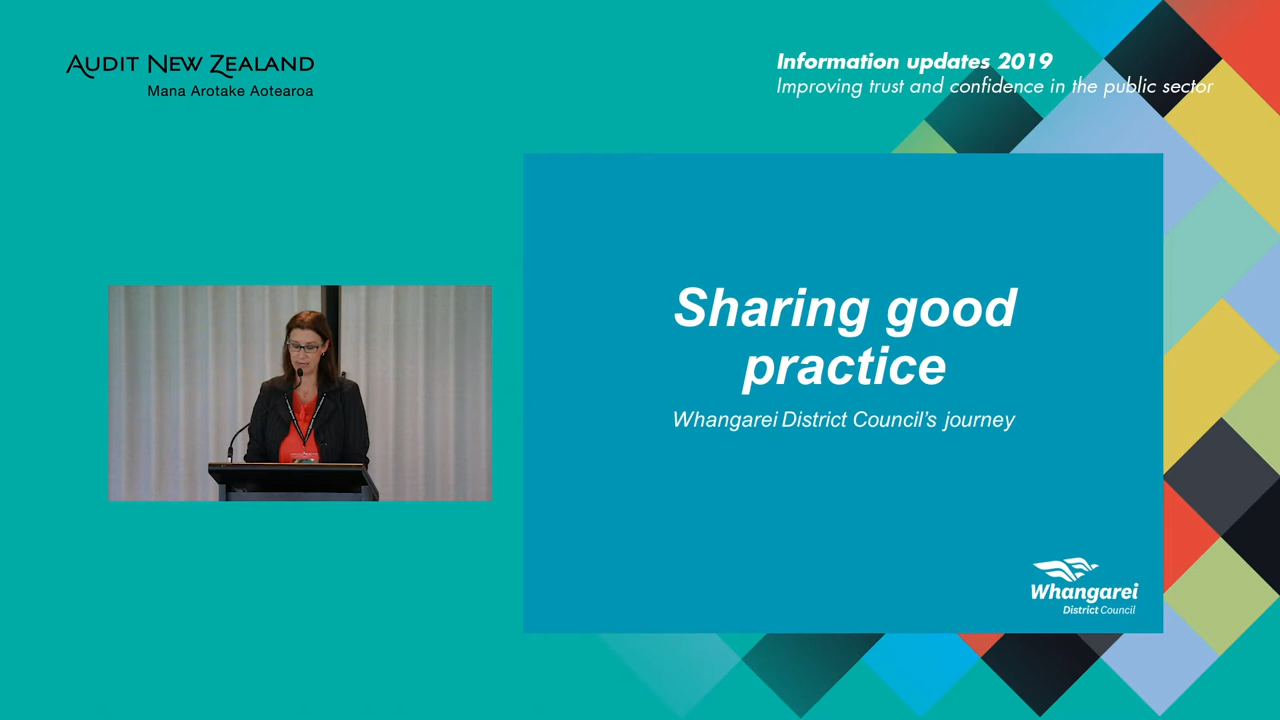 AUDIT NEW ZEALAND
Mana Arotake Aotearoa
Information updates 2019
Improving trust and confidence in the public sector
Sharing good
practice
Whangarei District Council's journey
Whangarei
District Council